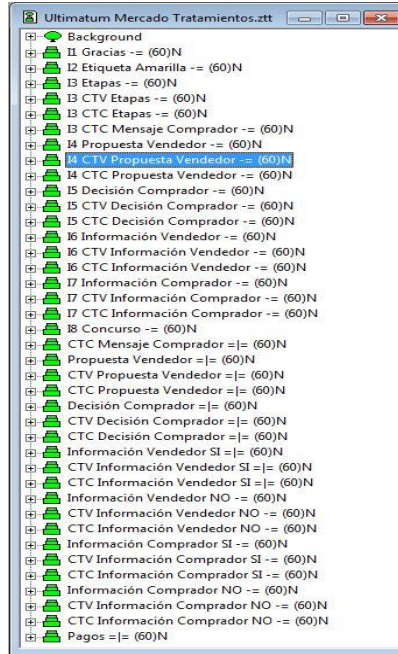 Ultimatum Mercado Tratamientos.ztt
Background
I1 Gracias -= (60)N
I2 Etiqueta Amarilla -= (60)N
I3 Etapas -= (60)N
I3 CTV Etapas -= (60)N
I3 CTC Etapas -= (60)N
I3 CTC Mensaje Comprador -= (60)N
I4 Propuesta Vendedor -= (60)N
I4 CTV Propuesta Vendedor -= (60)N
I4 CTC Propuesta Vendedor -= (60)N
I5 Decisión Comprador -= (60)N
I5 CTV Decisión Comprador -= (60)N
I5 CTC Decisión Comprador -= (60)N
I6 Información Vendedor -= (60)N
I6 CTV Información Vendedor -= (60)N
I6 CTC Información Vendedor -= (60)N
I7 Información Comprador -= (60)N
I7 CTV Información Comprador -= (60)N
I7 CTC Información Comprador -= (60)N
I8 Concurso -= (60)N
CTC Mensaje Comprador =|= (60)N
Propuesta Vendedor =|= (60)N
CTV Propuesta Vendedor =|= (60)N
CTC Propuesta Vendedor =|= (60)N
Decisión Comprador =|= (60)N
CTV Decisión Comprador =|= (60)N
CTC Decisión Comprador =|= (60)N
Información Vendedor SI =|= (60)N
CTV Información Vendedor SI =|= (60)N
CTC Información Vendedor SI =|= (60)N
Información Vendedor NO -= (60)N
CTV Información Vendedor NO -= (60)N
CTC Información Vendedor NO -= (60)N
Información Comprador SI -= (60)N
CTV Información Comprador SI -= (60)N
CTC Información Comprador SI -= (60)N
Información Comprador NO -= (60)N
CTV Información Comprador NO -= (60)N
CTC Información Comprador NO -= (60)N
Pagos =|= (60)N